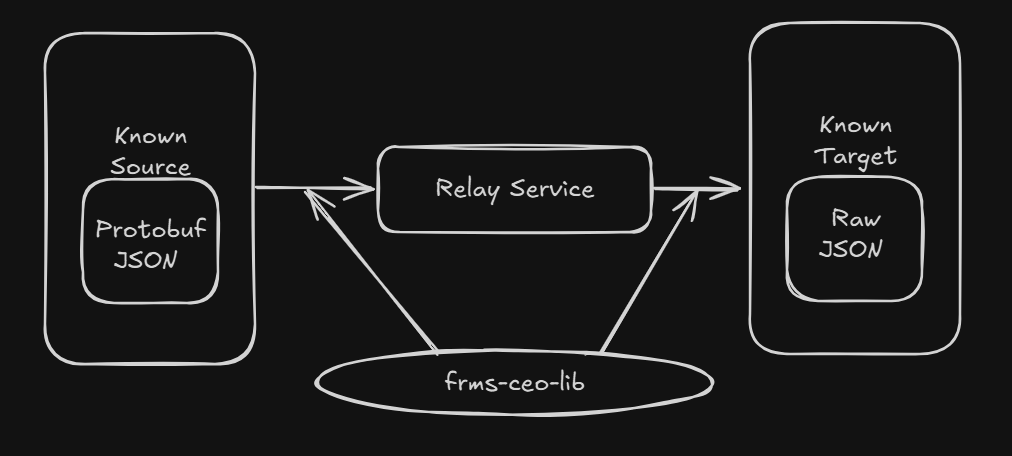 Known
Source
Protobuf
JSON
Relay Service
Known
Target
Raw
JSON
frms-ceo-lib